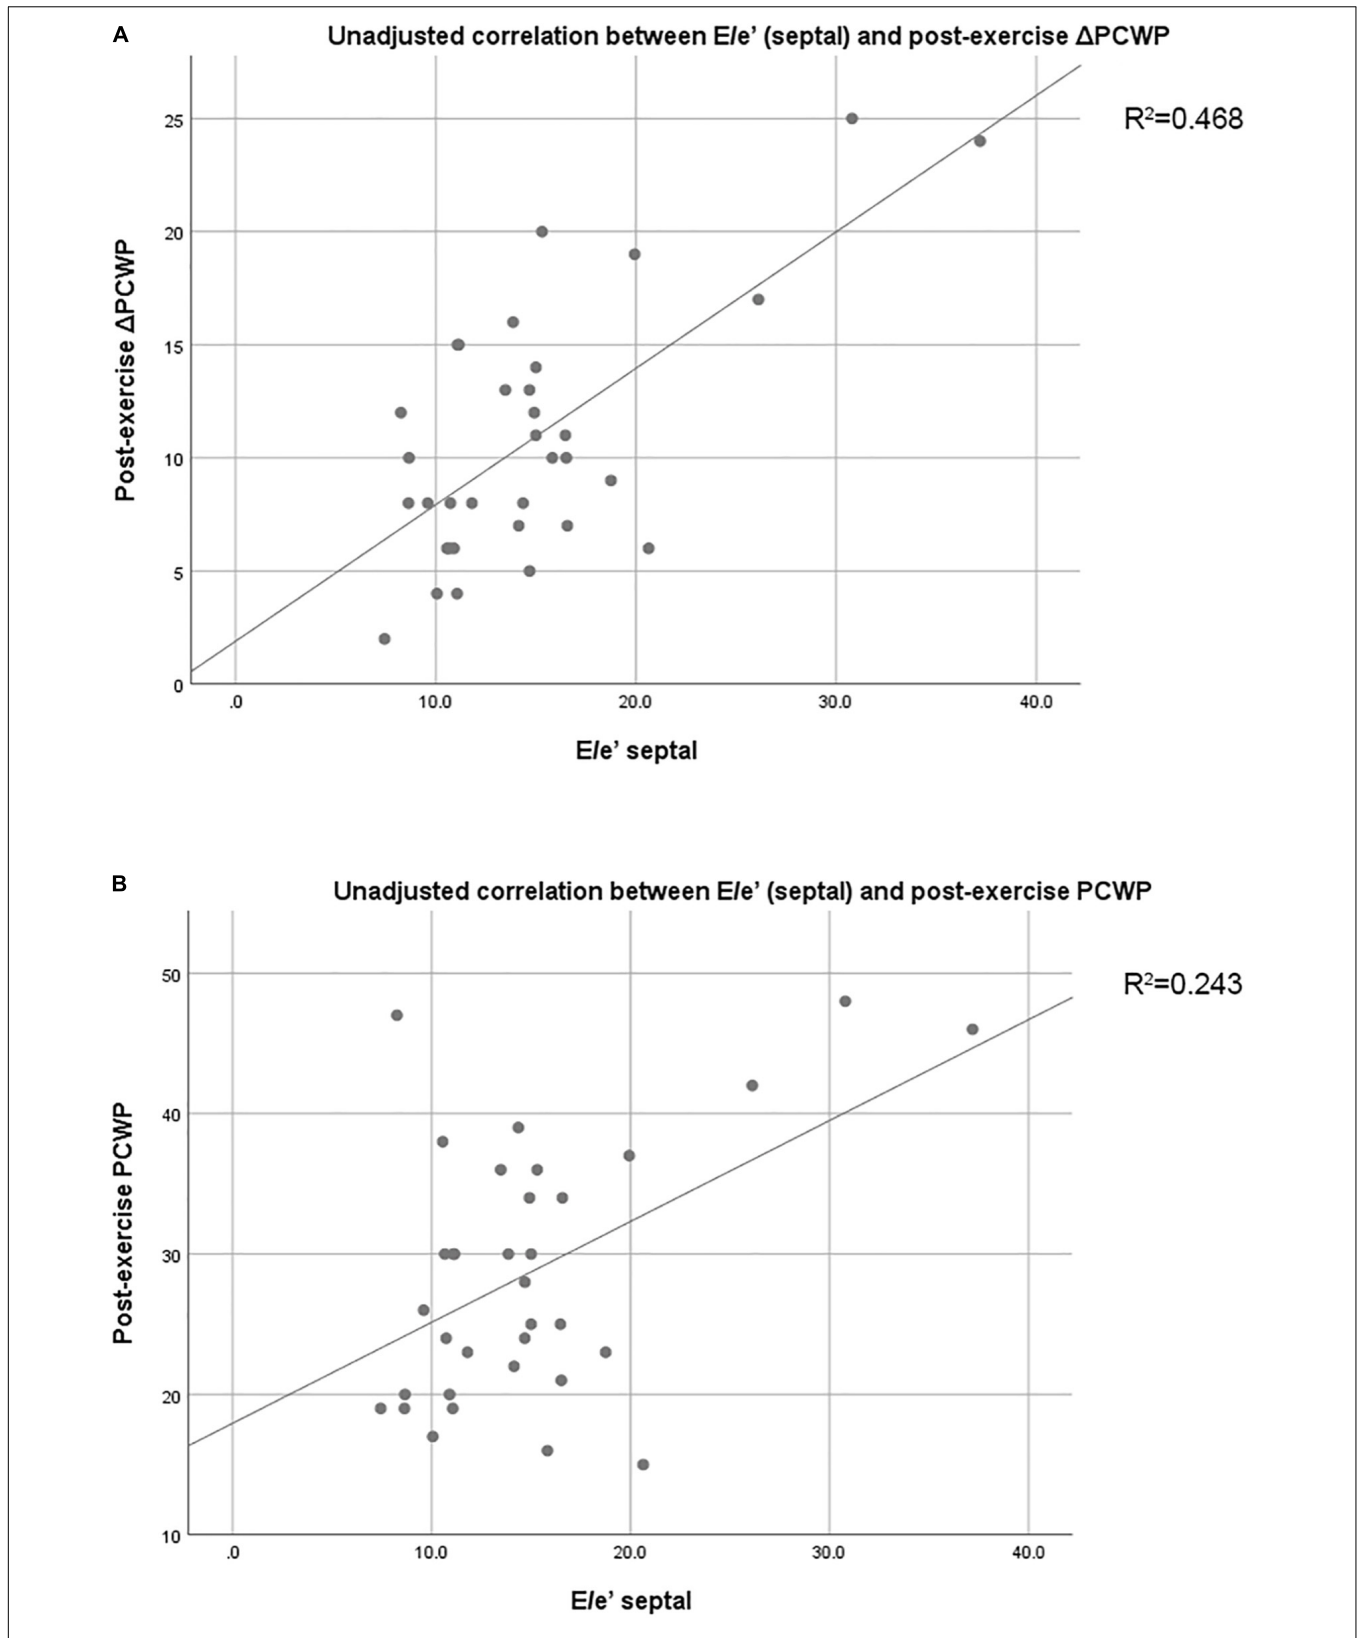 A
Unadjusted correlation between E/e’ (septal) and post-exercise ΔPCWP
R²=0.468
Post-exercise ΔPCWP
25
20
15
10
5
0
.0 10.0 20.0 30.0 40.0
E/e’ septal
B
Unadjusted correlation between E/e’ (septal) and post-exercise PCWP
R²=0.243
Post-exercise PCWP
50
40
30
20
10
.0 10.0 20.0 30.0 40.0
E/e’ septal